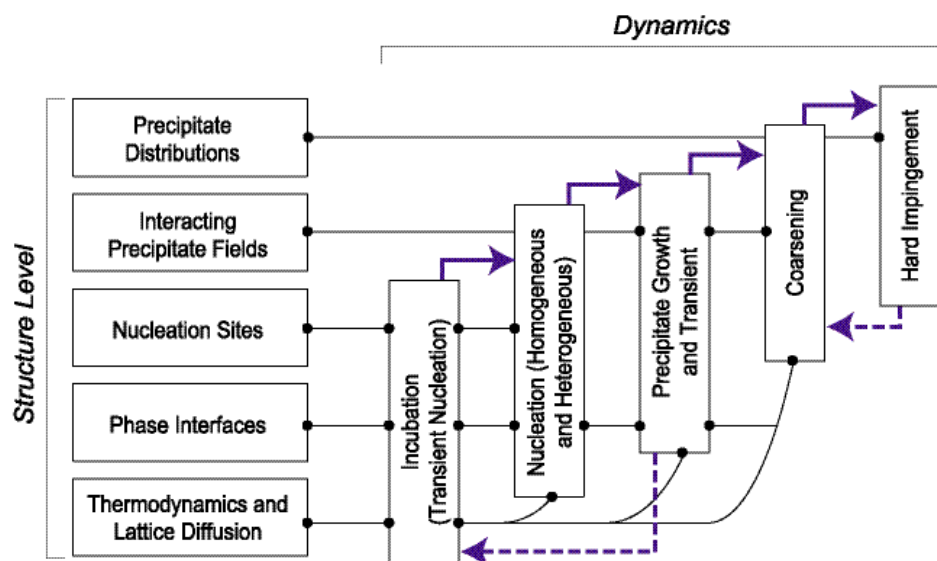 Dynamics
Structure Level
Precipitate
Distributions
Interacting
Precipitate Fields
Nucleation Sites
Phase Interfaces
Thermodynamics and
Lattice Diffusion
Incubation
(Transient Nucleation)
Nucleation (Homogeneous
and Heterogeneous)
Precipitate Growth
and Transient
Coarsening
Hard Impingement